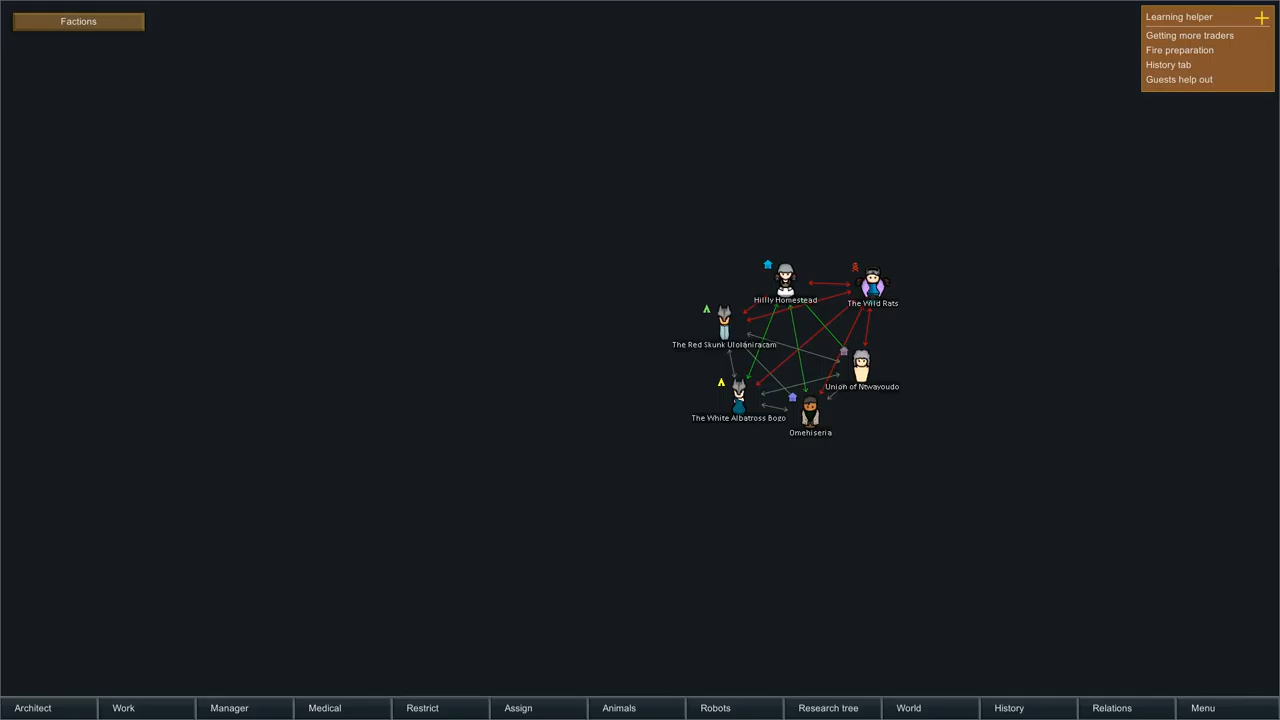 Factions
Learning helper
Getting more traders
Fire preparation
History tab
Guests help out
Hillly Homestead
The Wild Rats
The Red Skunk Ulolaniracam
Union of Ntwayoudo
The White Albatross Bogo
Omehiseria
Architect
Work
Manager
Medical
Restrict
Assign
Animals
Robots
Research tree
World
History
Relations
Menu